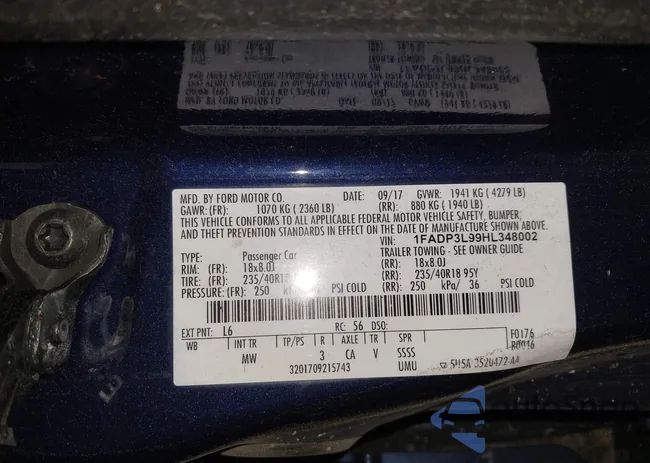 MFD. BY FORD MOTOR CO. DATE: 09/17 GVWR: 1941 KG ( 4279 LB)
GAWR: (FR) 1070 KG ( 2360 LB) (RR): 880 KG ( 1940 LB)
THIS VEHICLE CONFORMS TO ALL APPLICABLE FEDERAL MOTOR VEHICLE SAFETY, BUMPER,
AND THEFT PREVENTION STANDARDS IN EFFECT ON THE DATE OF MANUFACTURE SHOWN ABOVE.
VIN: 1FADP3L99HL348002
TYPE: Passenger Car TRAILER TOWING - SEE OWNER GUIDE
RIM: (FR) 18x8.0J (RR): 18x8.0J
TIRE: (FR) 235/40R18 95Y (RR): 235/40R18 95Y
PRESSURE: (FR) 250 PSI COLD (RR) 250 kPa/ 36 PSI COLD
EXT PNT: L6 RC: 56 DSO:
WB INT TR TP/PS R AXLE TR SPR F0176
MW 3 CA V SSSS
3201709215743 UMU